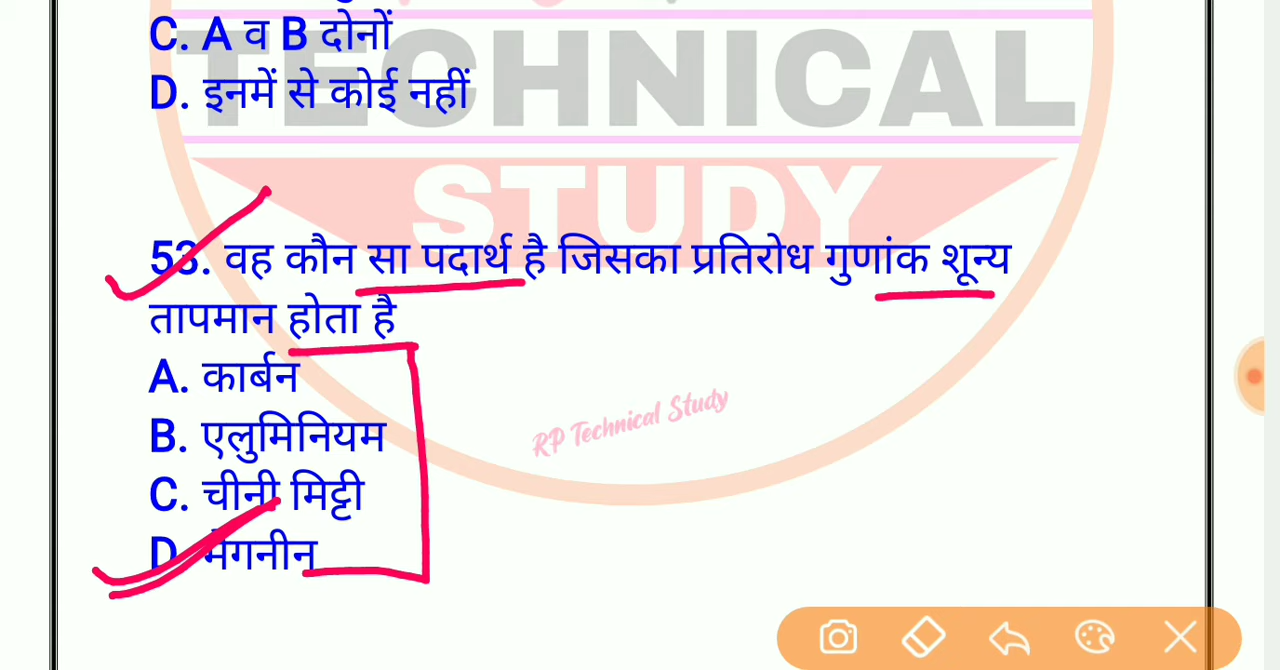 C. A व B दोनों
TECHNICAL
D. इनमें से कोई नहीं
STUDY
53. वह कौन सा पदार्थ है जिसका प्रतिरोध गुणांक शून्य
तापमान होता है
A. कार्बन
B. एलुमिनियम
RP Technical Study
C. चीनी मिट्टी
D. मैगनीन